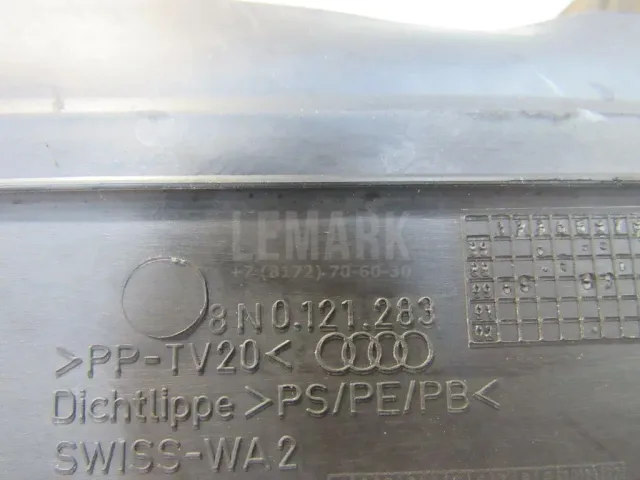 LEMARK
+7 (8172) 70-60-30
8N0.121.283
>PP-TV20<
Dichtlippe >PS/PE/PB<
SWISS-WA2